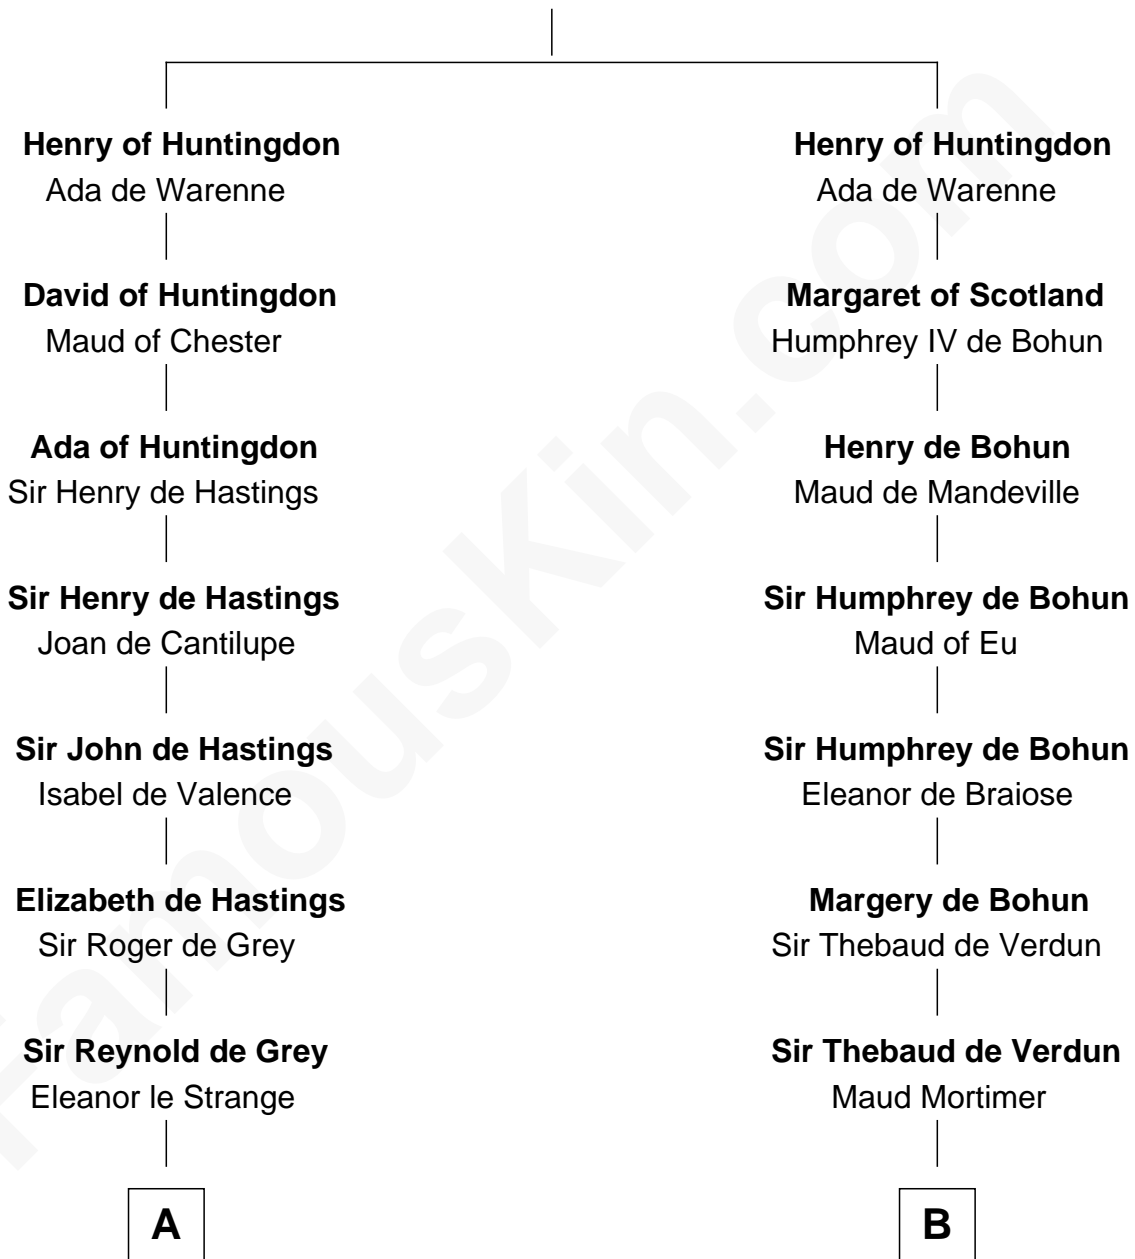 Henry of Huntingdon
Ada de Warenne
David of Huntingdon
Maud of Chester
Ada of Huntingdon
Sir Henry de Hastings
Sir Henry de Hastings
Joan de Cantilupe
Sir John de Hastings
Isabel de Valence
Elizabeth de Hastings
Sir Roger de Grey
Sir Reynold de Grey
Eleanor le Strange
A
Henry of Huntingdon
Ada de Warenne
Margaret of Scotland
Humphrey IV de Bohun
Henry de Bohun
Maud de Mandeville
Sir Humphrey de Bohun
Maud of Eu
Sir Humphrey de Bohun
Eleanor de Braiose
Margery de Bohun
Sir Thebaud de Verdun
Sir Thebaud de Verdun
Maud Mortimer
B
FamousKin.com